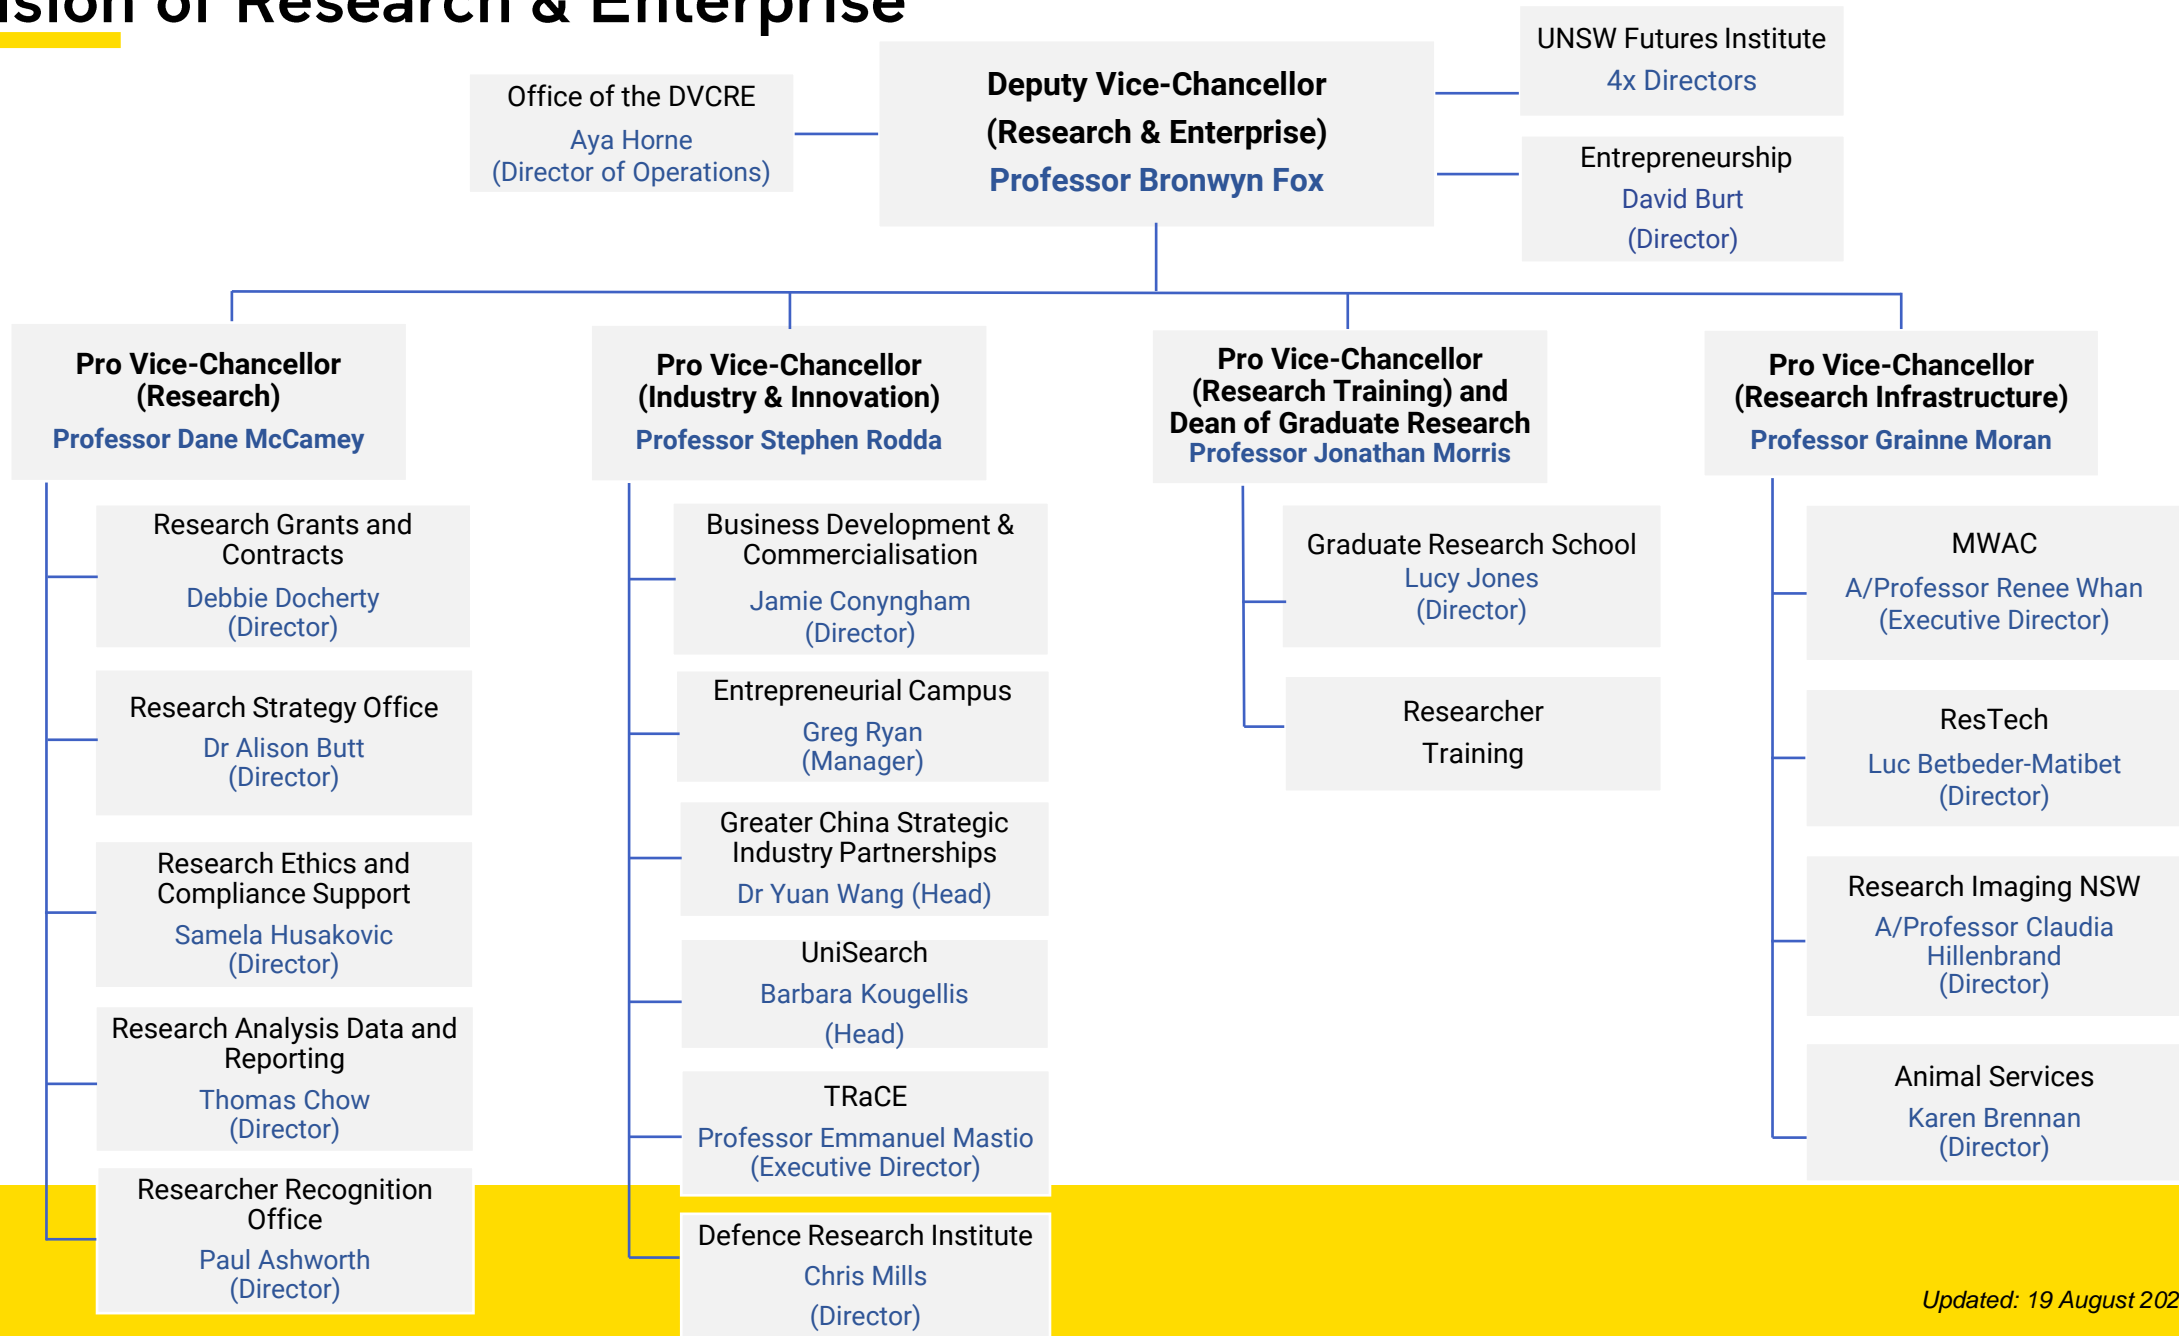 of Research & Enterprise
Office of the DVCRE
Aya Horne
(Director of Operations)
Deputy Vice-Chancellor
(Research & Enterprise)
Professor Bronwyn Fox
UNSW Futures Institute
4x Directors
Entrepreneurship
David Burt
(Director)
Pro Vice-Chancellor
(Research)
Professor Dane McCamey
Research Grants and
Contracts
Debbie Docherty
(Director)
Research Strategy Office
Dr Alison Butt
(Director)
Research Ethics and
Compliance Support
Samela Husakovic
(Director)
Research Analysis Data and
Reporting
Thomas Chow
(Director)
Researcher Recognition
Office
Paul Ashworth
(Director)
Pro Vice-Chancellor
(Industry & Innovation)
Professor Stephen Rodda
Business Development &
Commercialisation
Jamie Conyngham
(Director)
Entrepreneurial Campus
Greg Ryan
(Manager)
Greater China Strategic
Industry Partnerships
Dr Yuan Wang (Head)
UniSearch
Barbara Kougellis
(Head)
TRaCE
Professor Emmanuel Mastio
(Executive Director)
Defence Research Institute
Chris Mills
(Director)
Pro Vice-Chancellor
(Research Training) and
Dean of Graduate Research
Professor Jonathan Morris
Graduate Research School
Lucy Jones
(Director)
Researcher
Training
Pro Vice-Chancellor
(Research Infrastructure)
Professor Grainne Moran
MWAC
A/Professor Renee Whan
(Executive Director)
ResTech
Luc Betbeder-Matibet
(Director)
Research Imaging NSW
A/Professor Claudia
Hillenbrand
(Director)
Animal Services
Karen Brennan
(Director)
Updated: 19 August 202